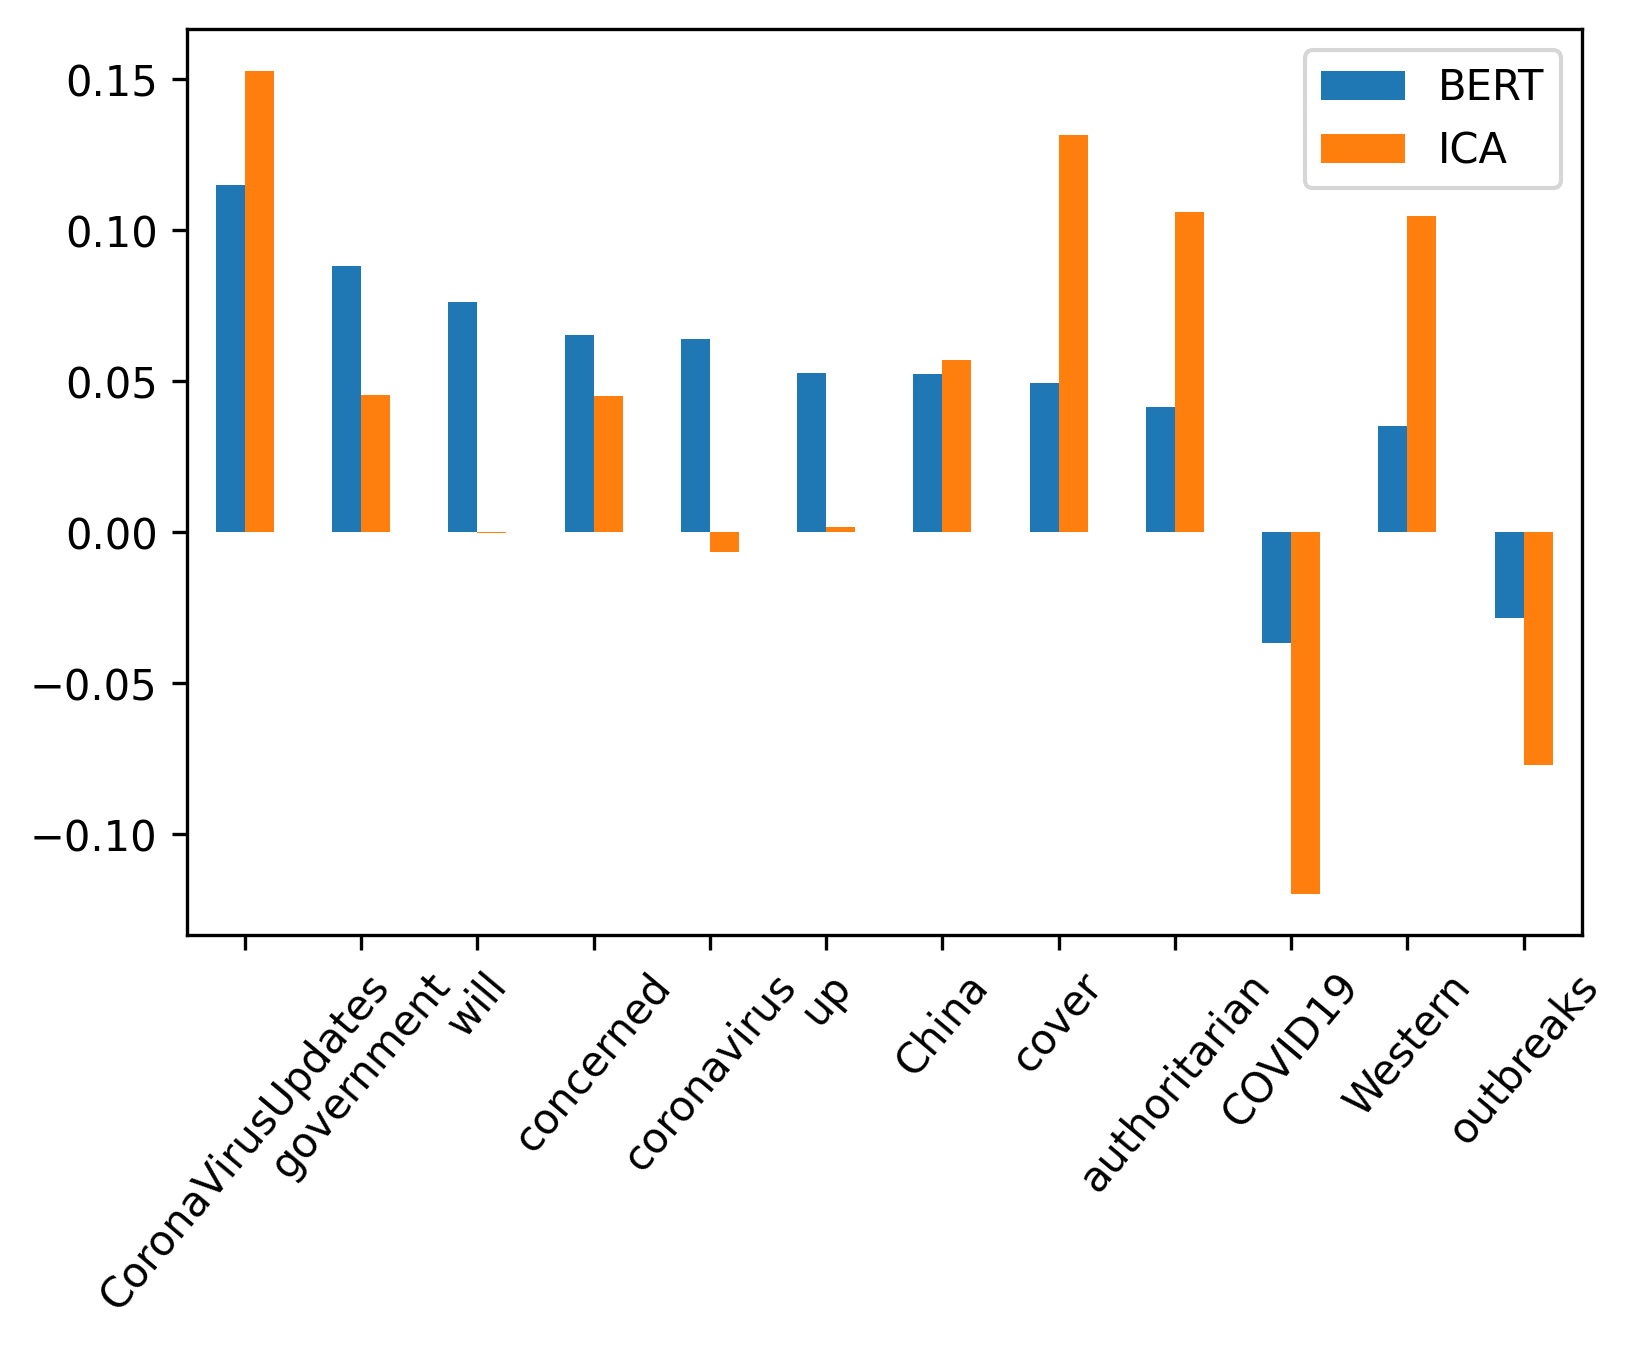 0.15
0.10
0.05
0.00
−0.05
−0.10
BERT
ICA
CoronaVirusUpdates
government
will
concerned
coronavirus
up
China
cover
authoritarian
COVID19
Western
outbreaks